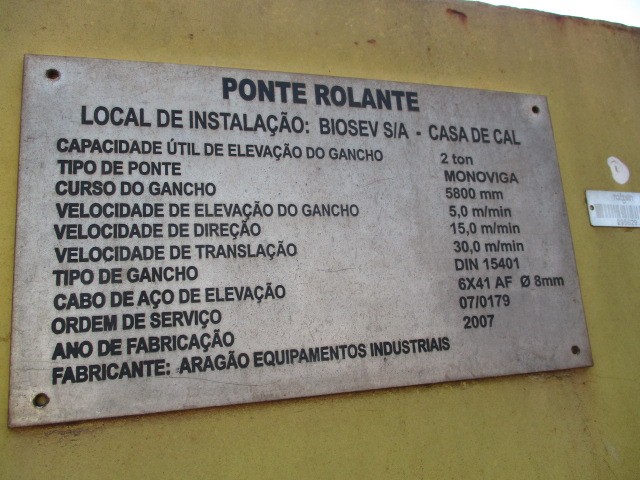 PONTE ROLANTE
LOCAL DE INSTALAÇÃO: BIOSEV S/A - CASA DE CAL
CAPACIDADE ÚTIL DE ELEVAÇÃO DO GANCHO 2 ton
TIPO DE PONTE MONOVIGA
CURSO DO GANCHO 5800 mm
VELOCIDADE DE ELEVAÇÃO DO GANCHO 5,0 m/min
VELOCIDADE DE DIREÇÃO 15,0 m/min
VELOCIDADE DE TRANSLAÇÃO 30,0 m/min
TIPO DE GANCHO DIN 15401
CABO DE AÇO DE ELEVAÇÃO 6X41 AF Ø 8mm
ORDEM DE SERVIÇO 07/0179
ANO DE FABRICAÇÃO 2007
FABRICANTE: ARAGÃO EQUIPAMENTOS INDUSTRIAIS